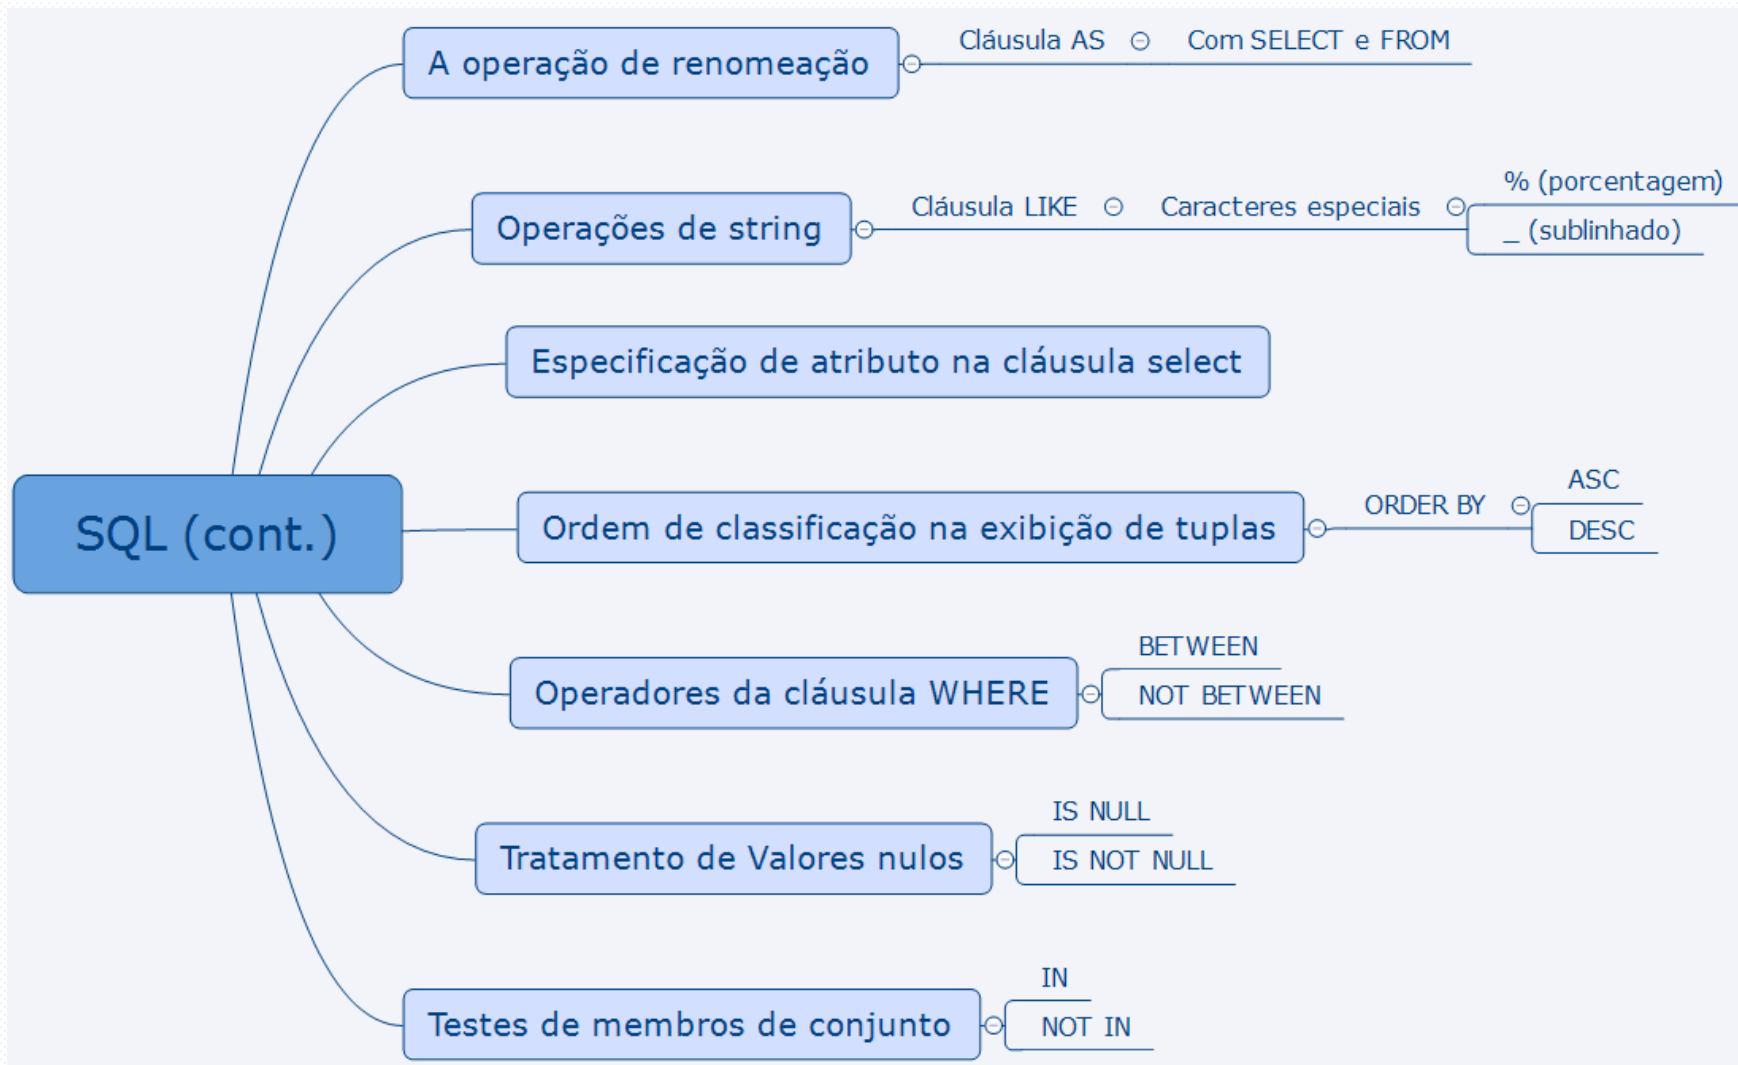 A operação de renomeação
Cláusula AS
Com SELECT e FROM
Operações de string
Cláusula LIKE
Caracteres especiais
% (porcentagem)
_ (sublinhado)
Especificação de atributo na cláusula select
SQL (cont.)
Ordem de classificação na exibição de tuplas
ORDER BY
ASC
DESC
Operadores da cláusula WHERE
BETWEEN
NOT BETWEEN
Tratamento de Valores nulos
IS NULL
IS NOT NULL
Testes de membros de conjunto
IN
NOT IN